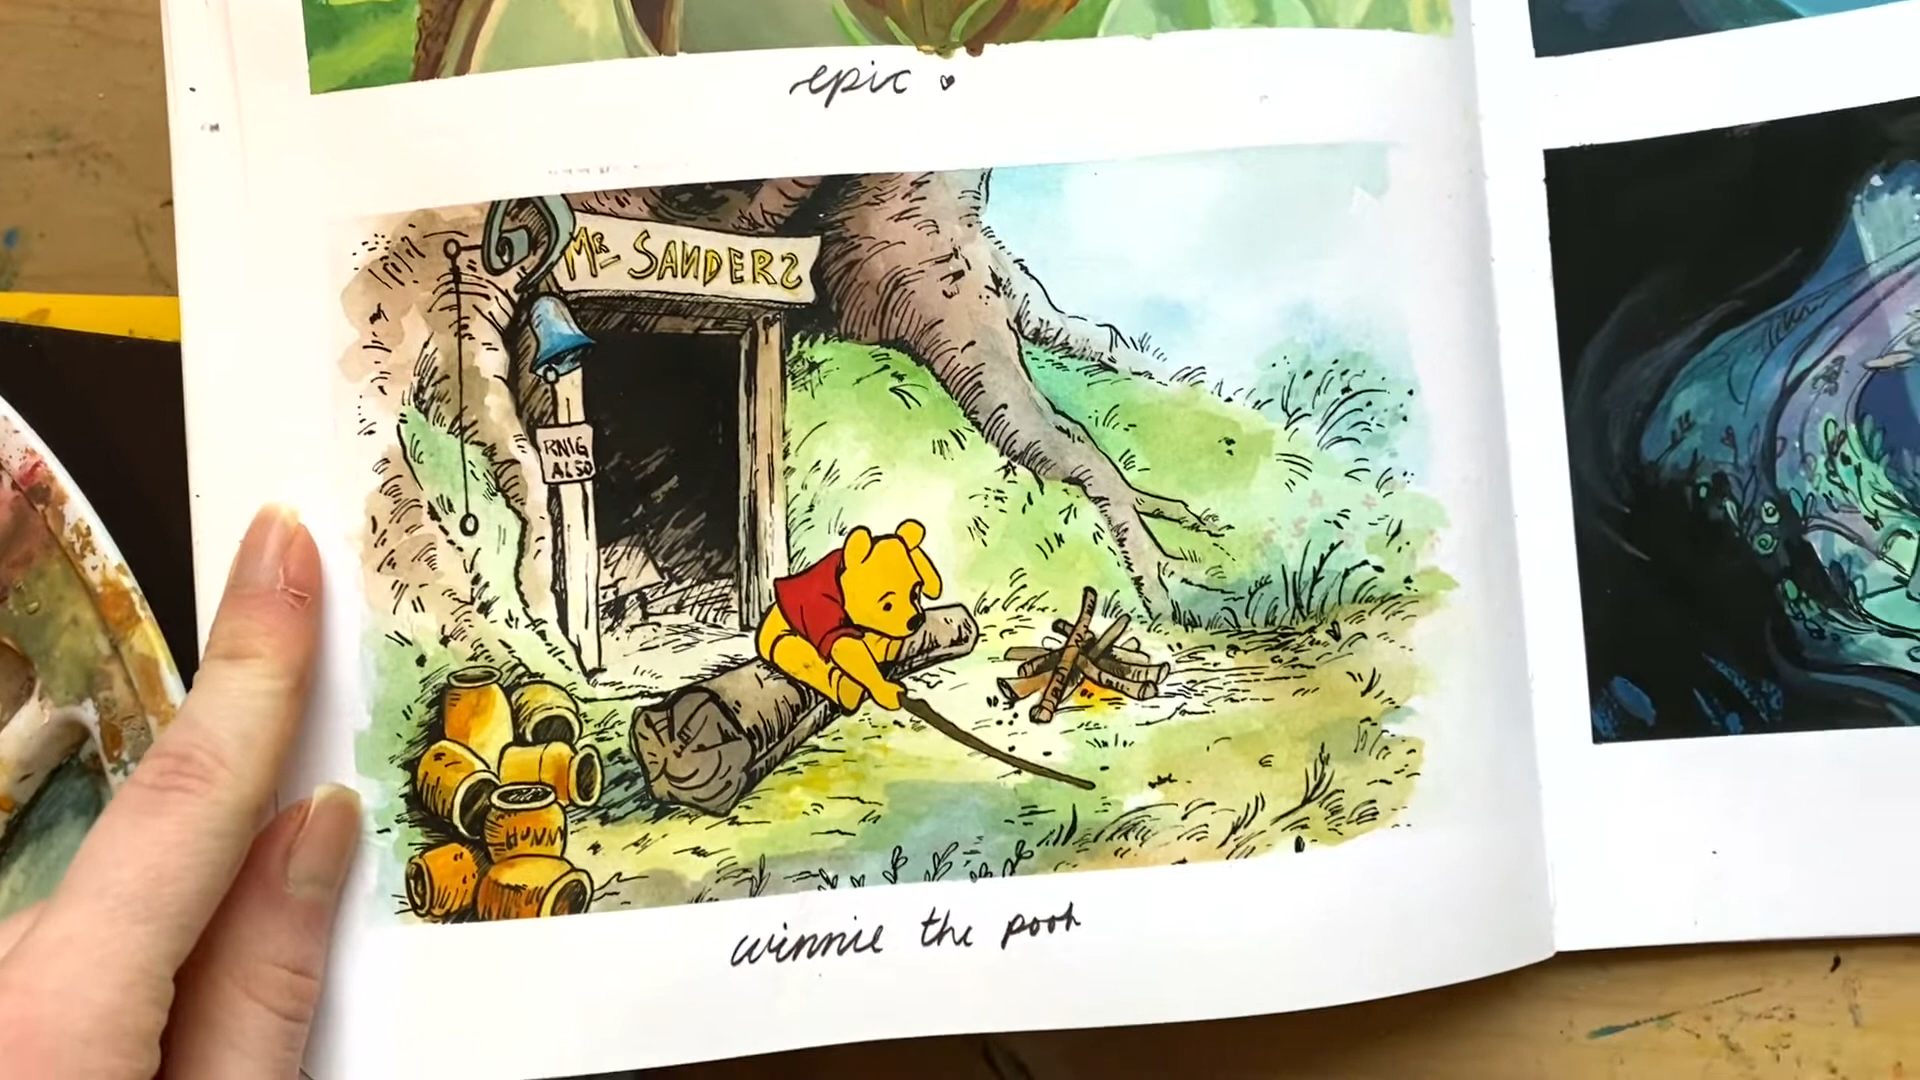 epic
Mr SANDERS
RNIG
ALSO
HUNNY
winnie the pooh